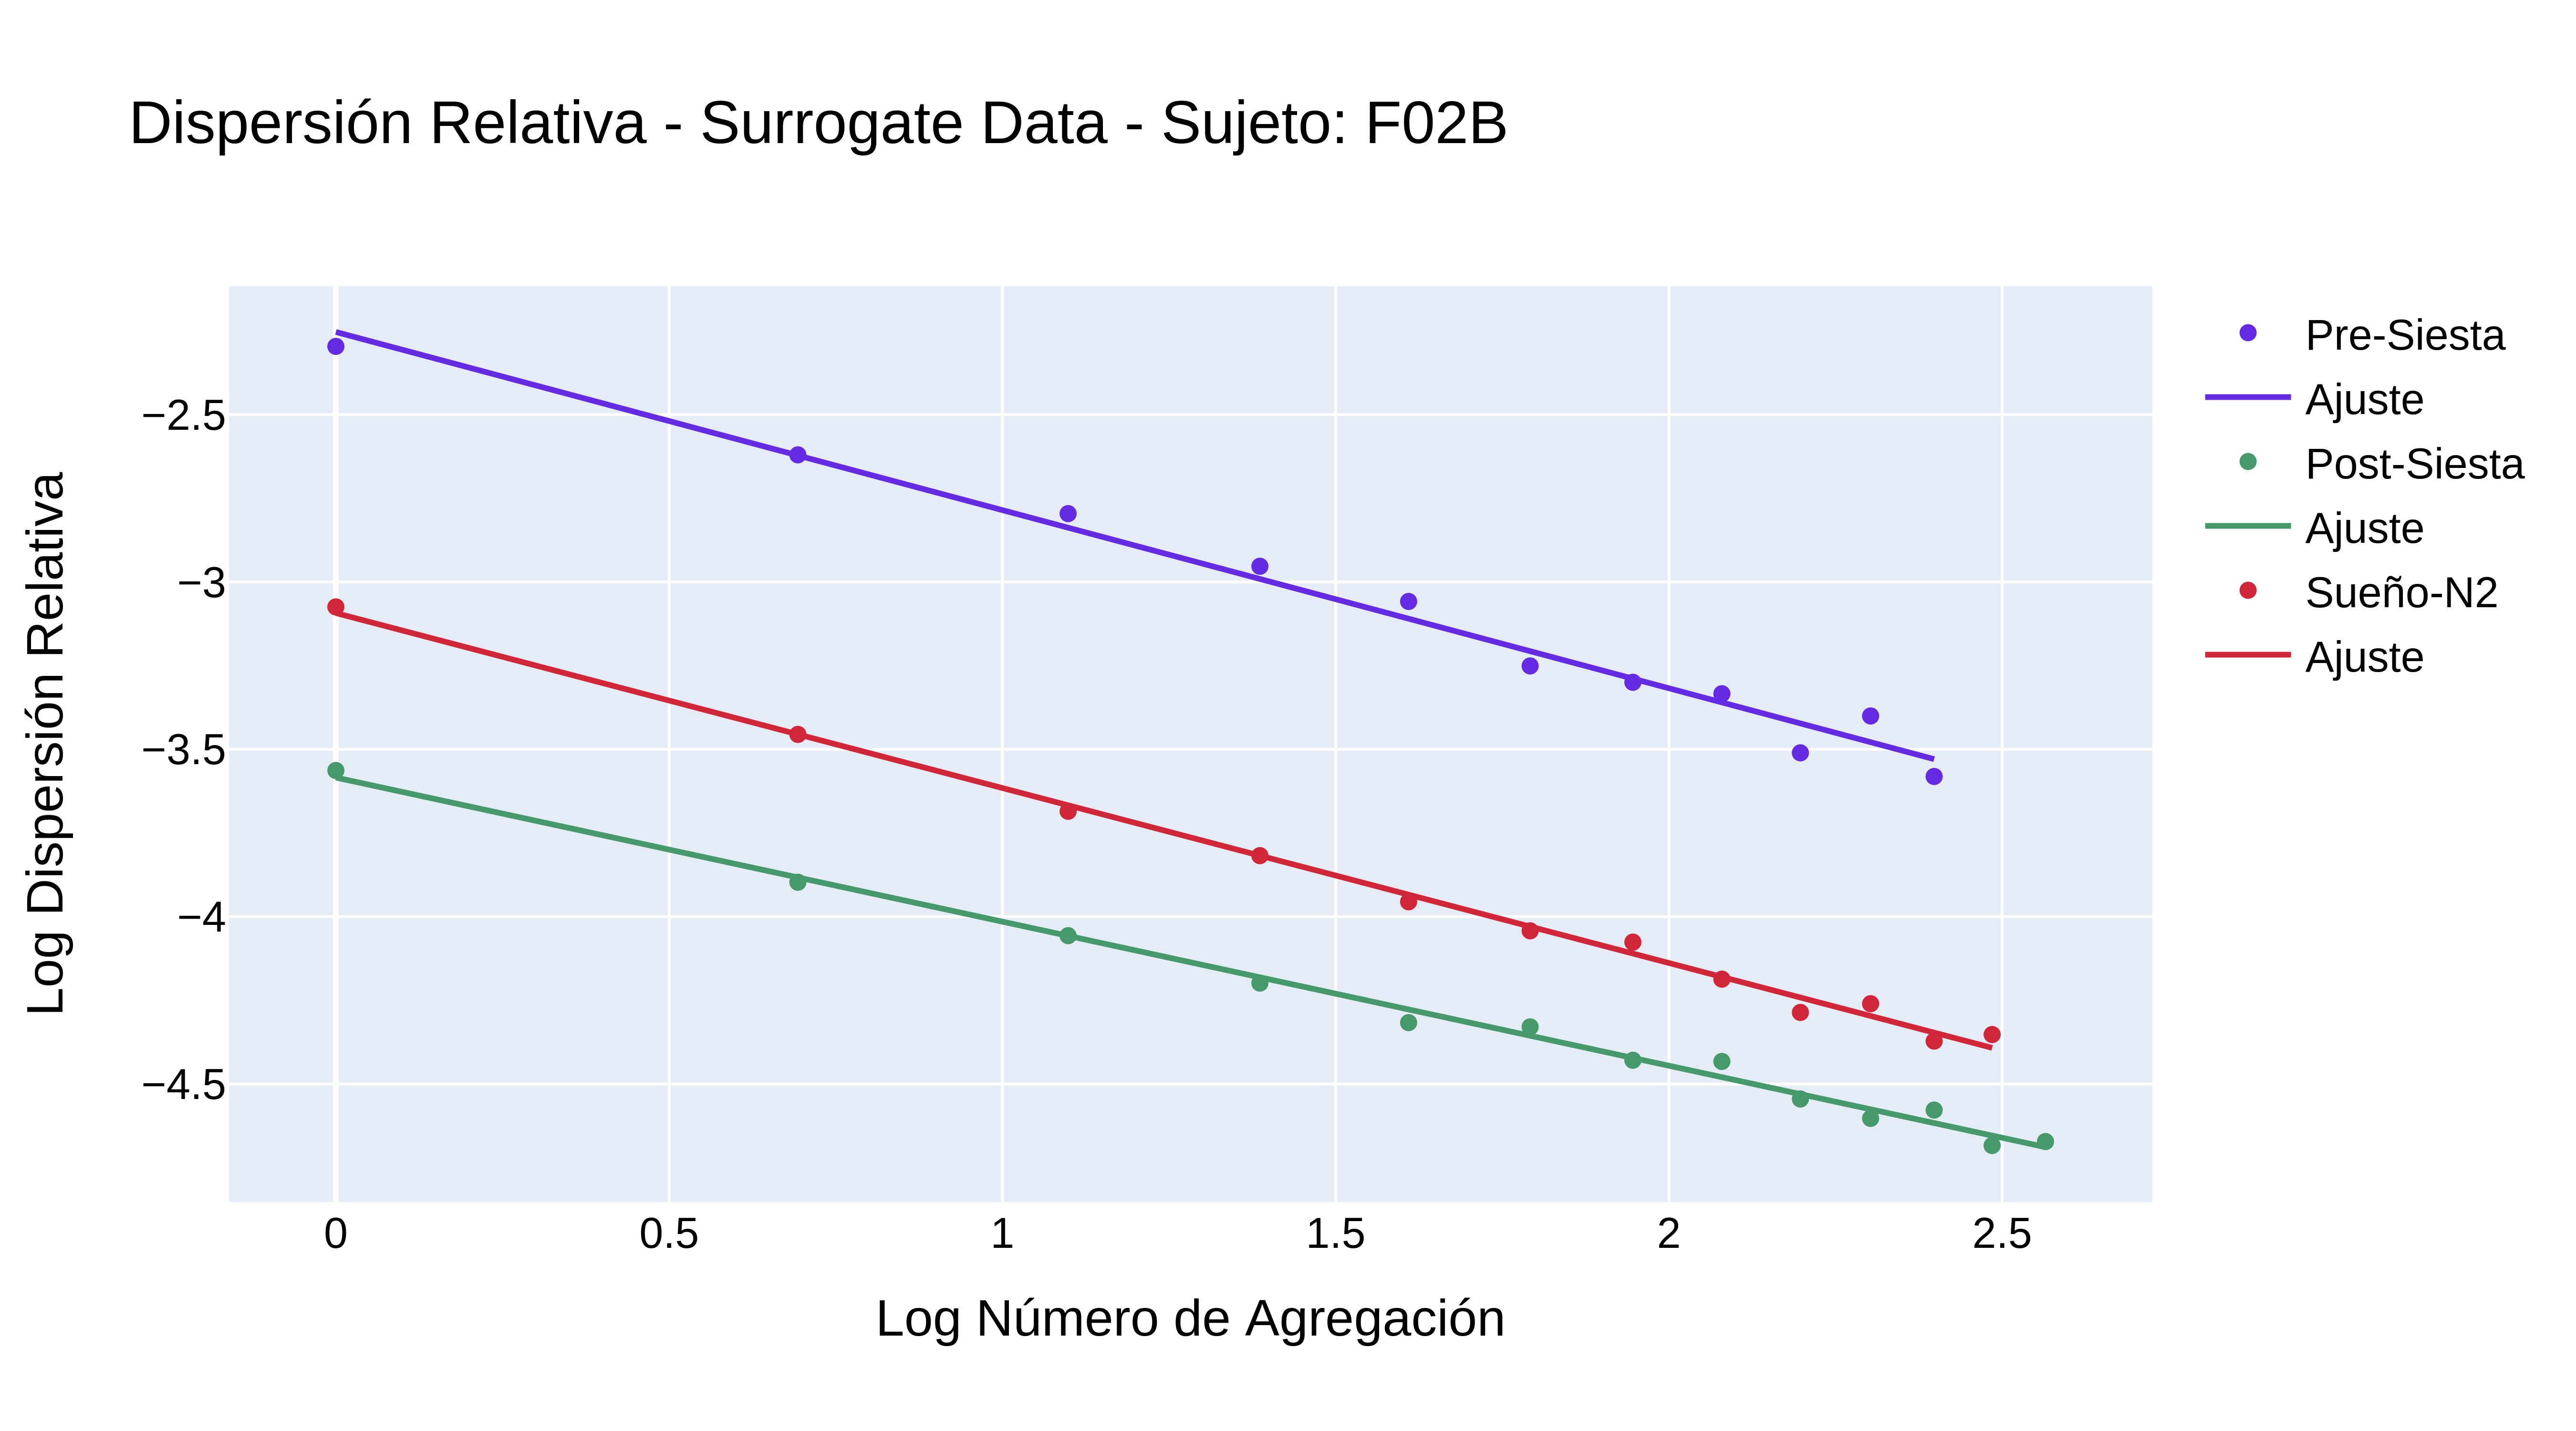 Dispersión Relativa - Surrogate Data - Sujeto: F02B
Pre-Siesta
Ajuste
Post-Siesta
Ajuste
Sueño-N2
Ajuste
Log Dispersión Relativa
−2.5
−3
−3.5
−4
−4.5
0
0.5
1
1.5
2
2.5
Log Número de Agregación